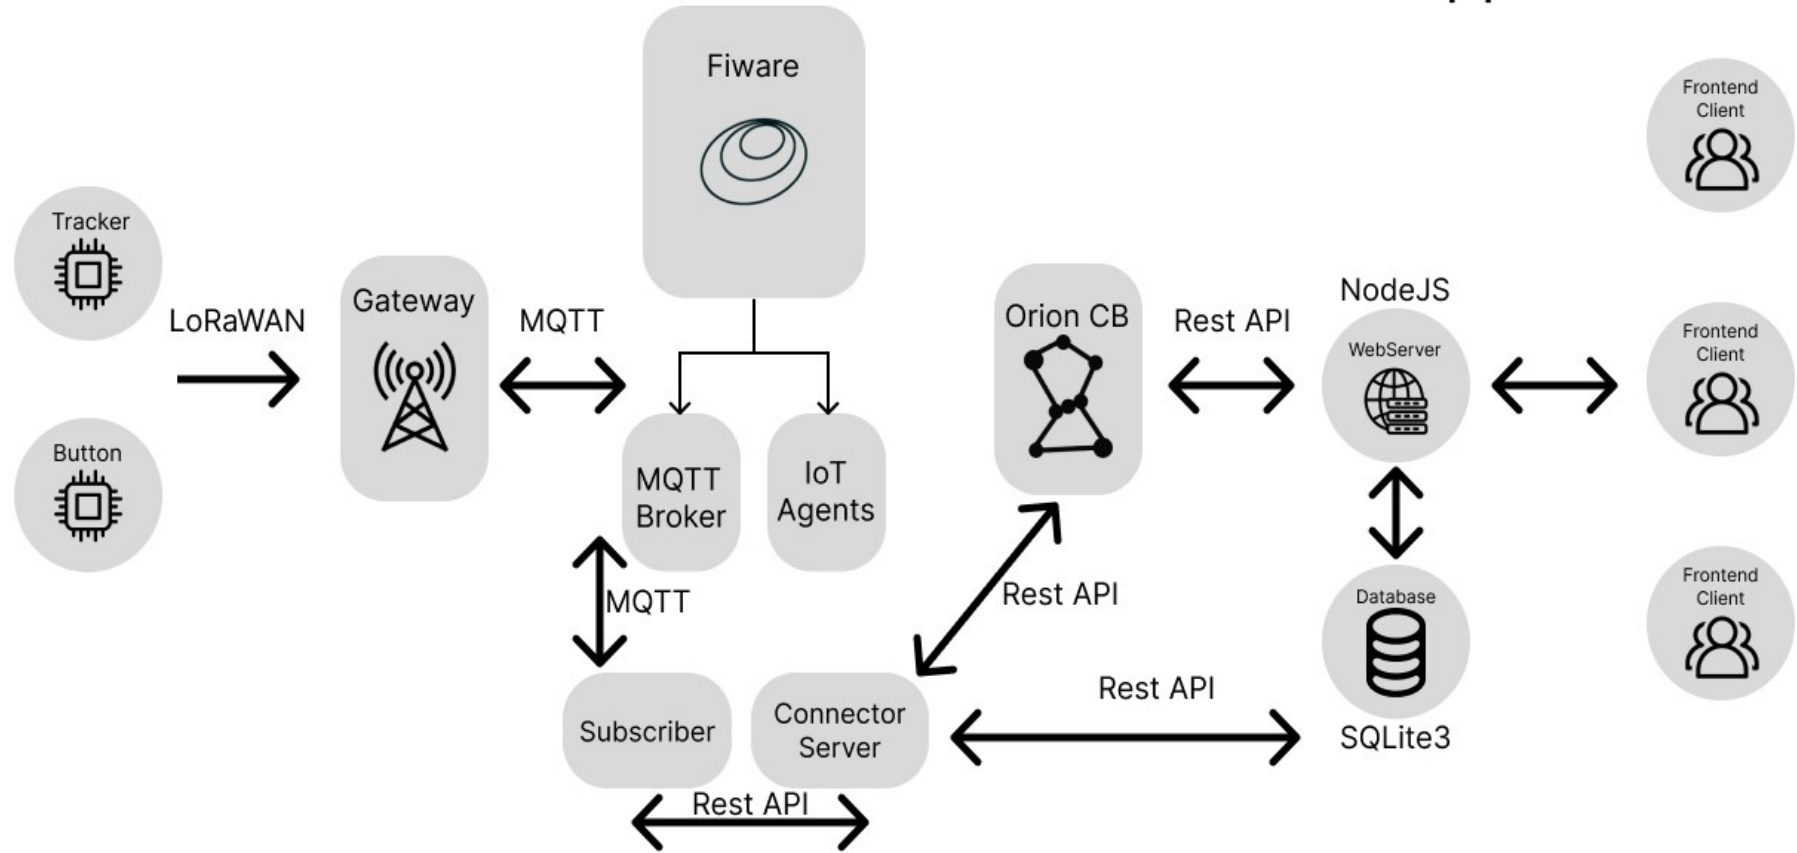 Fiware
Tracker
LoRaWAN
Button
Gateway
MQTT
MQTT
Broker
IoT
Agents
MQTT
Subscriber
Connector
Server
Rest API
Orion CB
Rest API
Rest API
Rest API
NodeJS
WebServer
Database
SQLite3
Frontend
Client
Frontend
Client
Frontend
Client